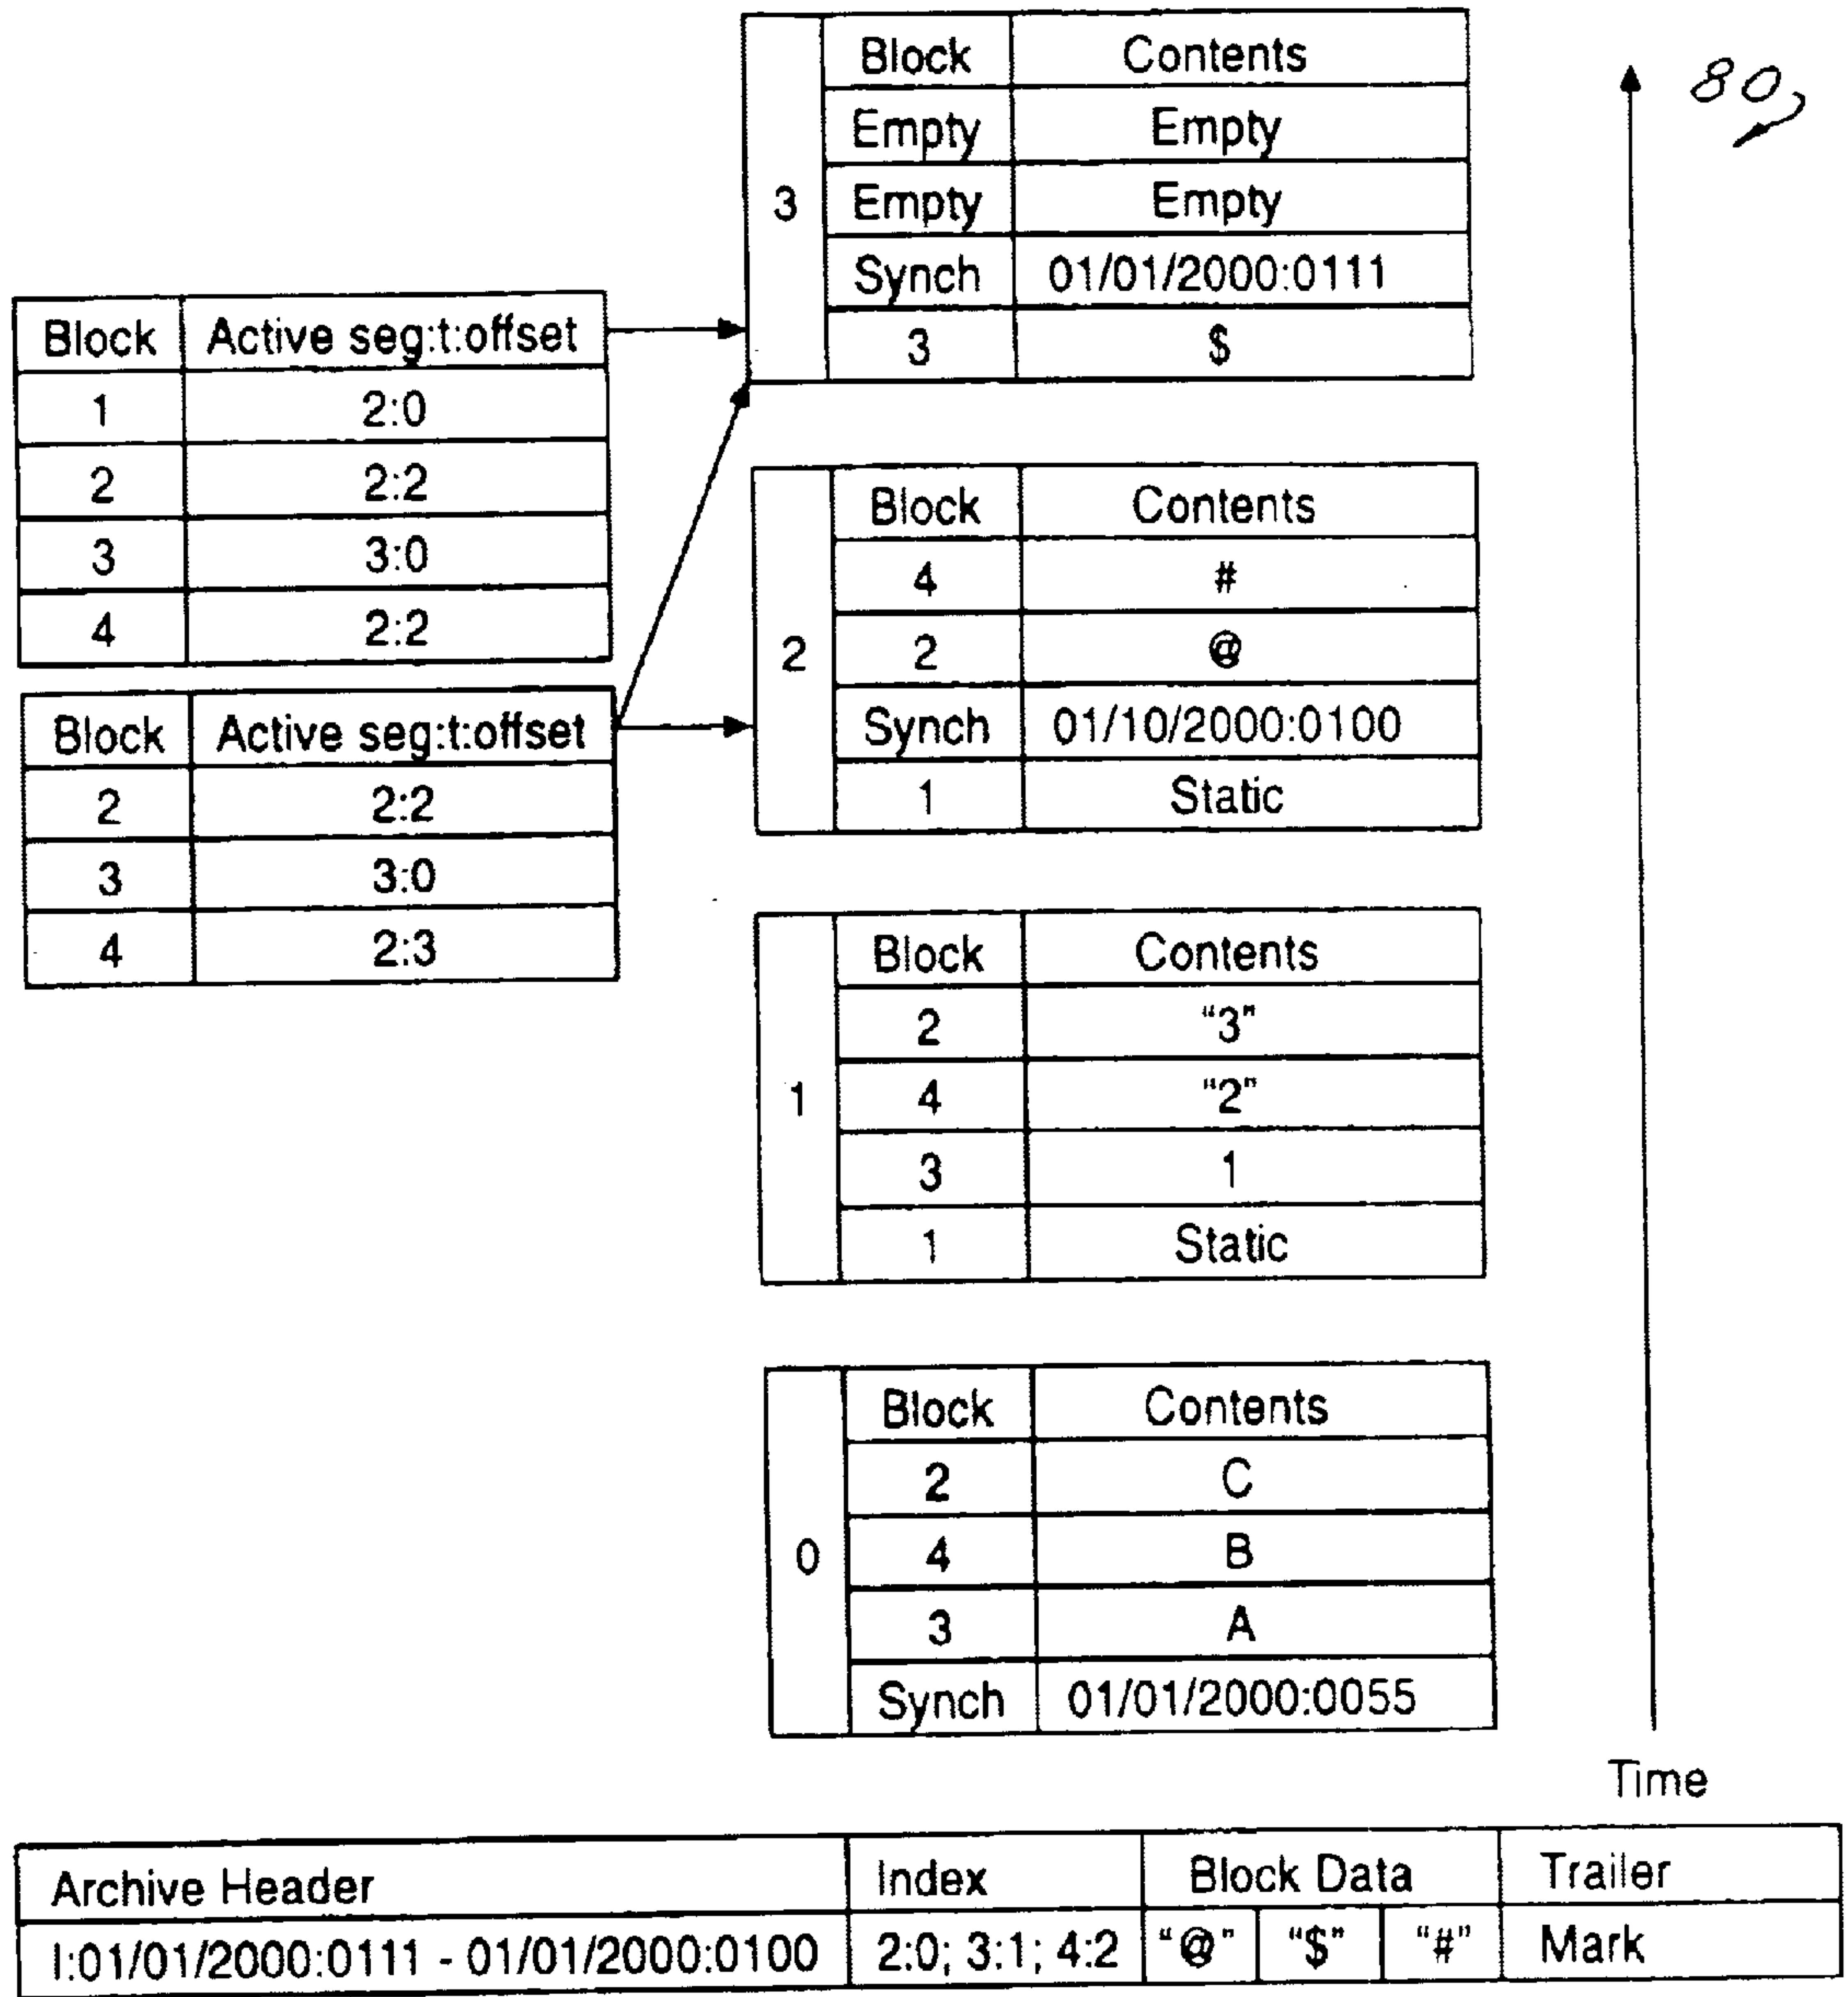 80
3
Block Contents
Empty Empty
Empty Empty
Synch 01/01/2000:0111
3 $
Block Active seg:t:offset
1 2:0
2 2:2
3 3:0
4 2:2
Block Active seg:t:offset
2 2:2
3 3:0
4 2:3
2
Block Contents
4 #
2 @
Synch 01/10/2000:0100
1 Static
1
Block Contents
2 “3”
4 “2”
3 1
1 Static
0
Block Contents
2 C
4 B
3 A
Synch 01/01/2000:0055
Time
Archive Header Index Block Data Trailer
I:01/01/2000:0111 - 01/01/2000:0100 2:0; 3:1; 4:2 “@” “$” “#” Mark